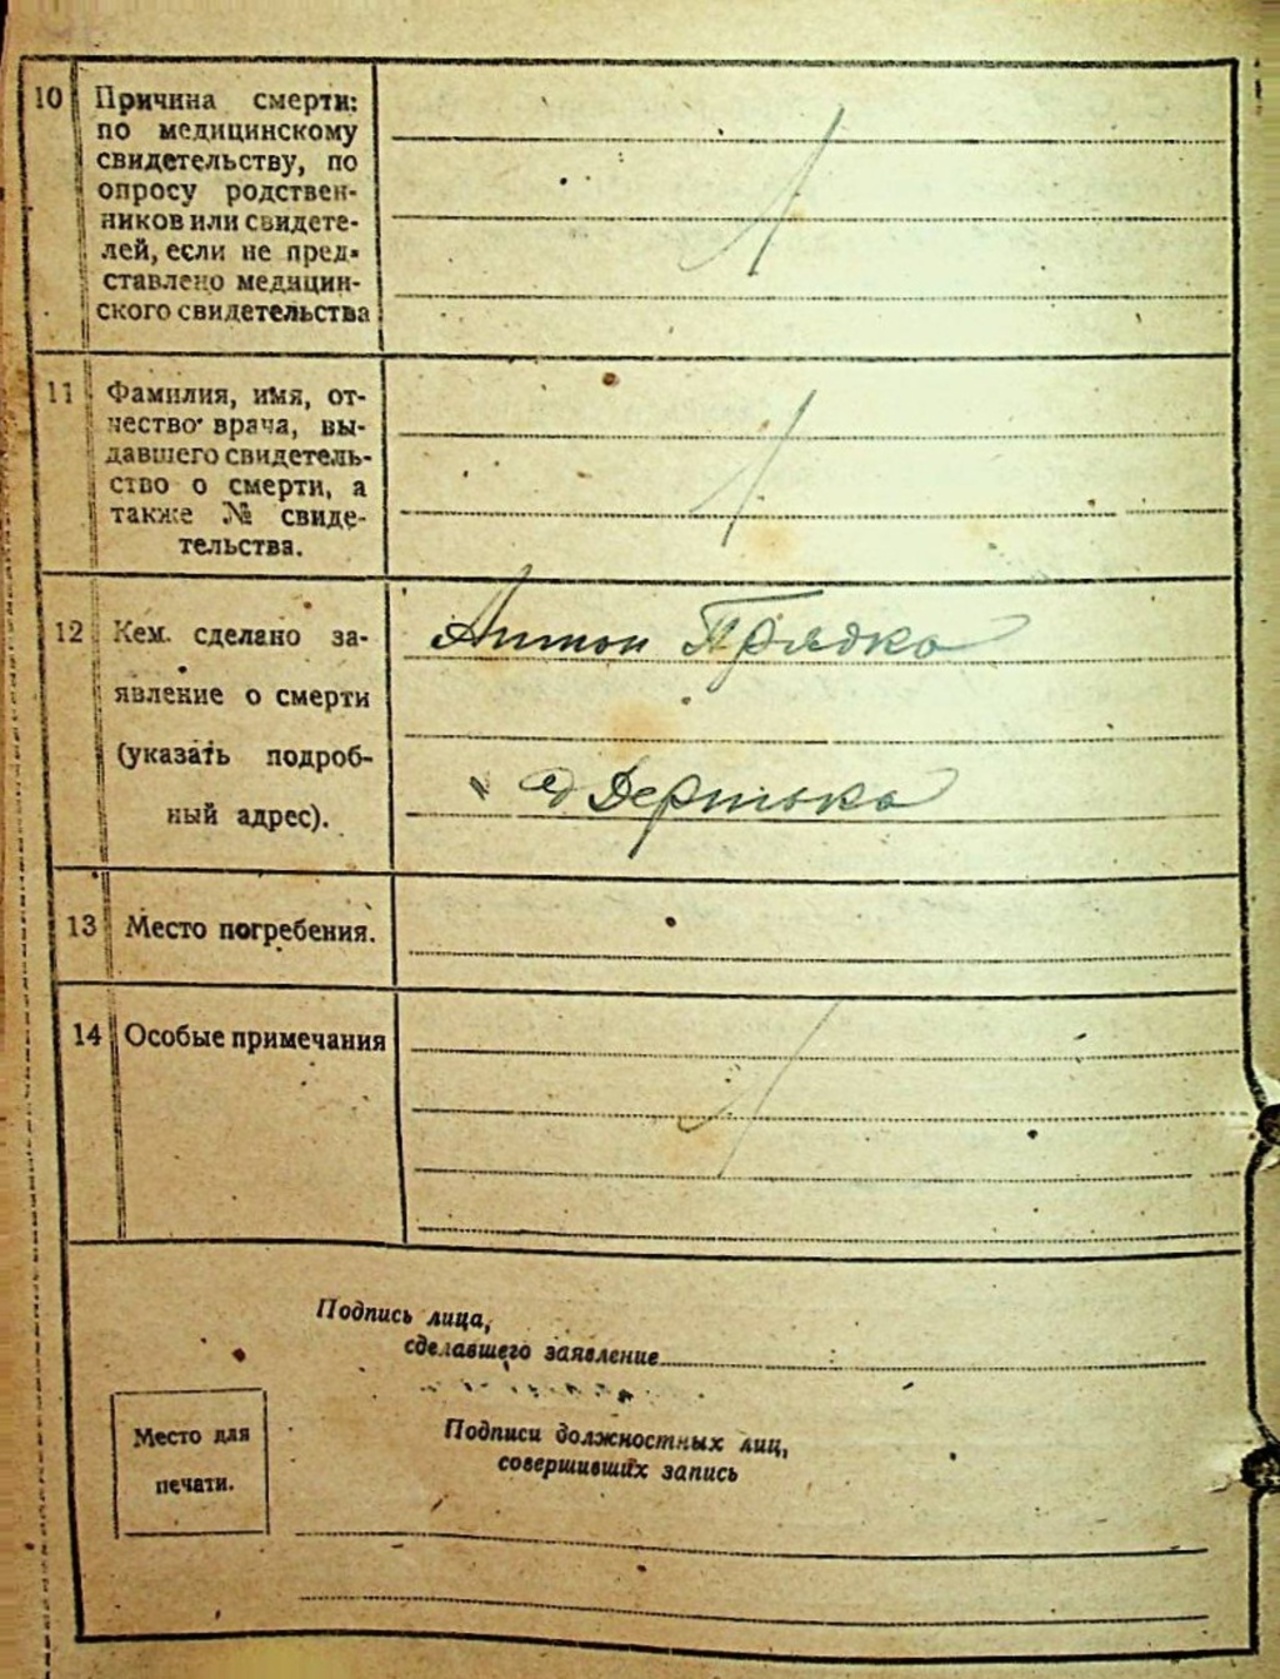 10 Причина смерти:
по медицинскому
свидетельству, по
опросу родствен-
ников или свидете-
лей, если не пред-
ставлено медицин-
ского свидетельства
11 Фамилия, имя, от-
чество врача, вы-
давшего свидетель-
ство о смерти, а
также № свиде-
тельства.
12 Кем. сделано за-
явление о смерти
(указать подроб-
ный адрес).
Антон Прядко
Дертька
13 Место погребения.
14 Особые примечания
Подпись лица,
сделавшего заявление
Место для
печати.
Подписи должностных лиц,
совершивших запись